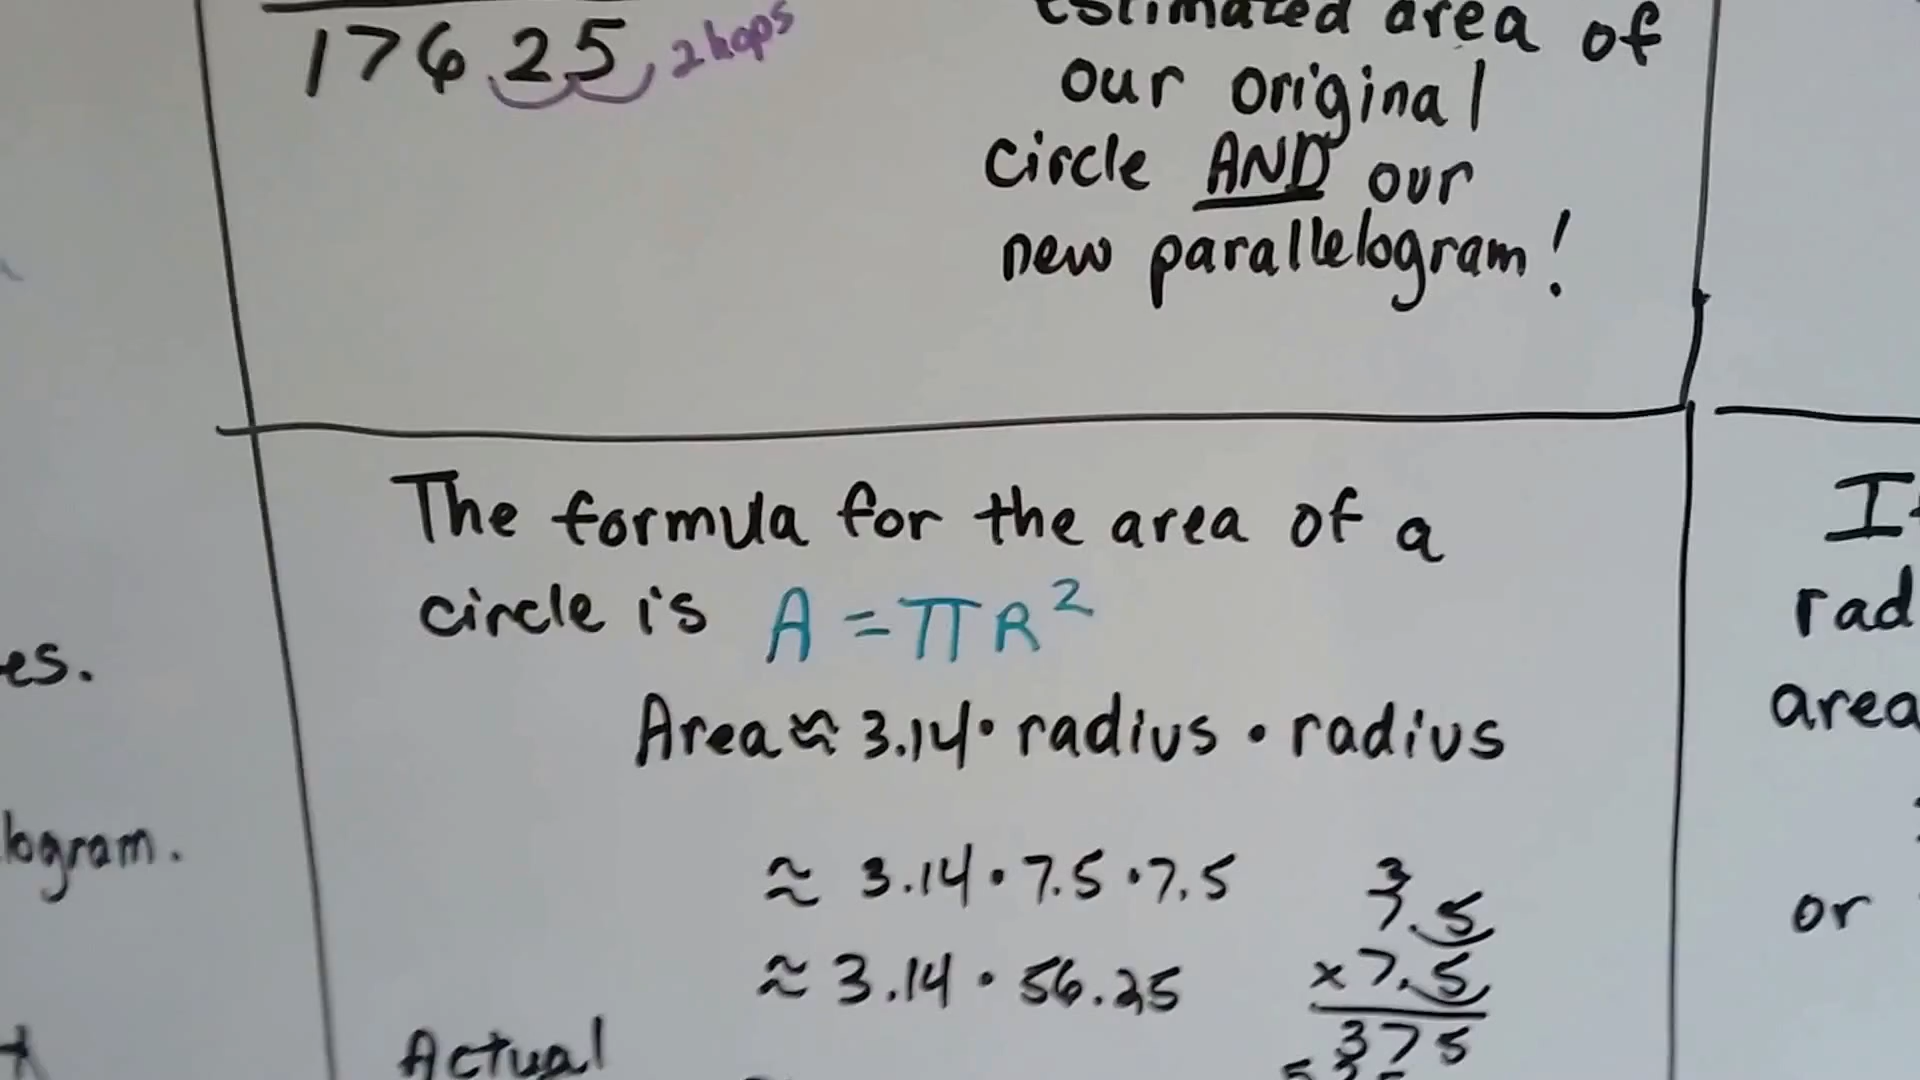 176.25 2 hops
estimated area of
our original
circle AND our
new parallelogram!
The formula for the area of a
circle is A = πR²
Area ≈ 3.14 · radius · radius
≈ 3.14 · 7.5 · 7.5
≈ 3.14 · 56.25
3
7.5
x 7.5
375
Actual
es.
logram.
rad
area
or